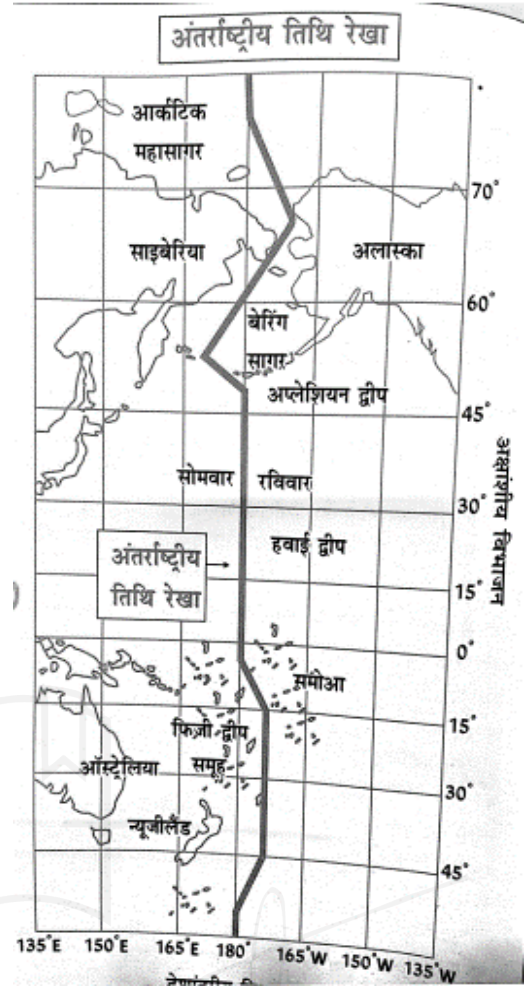 अंतर्राष्ट्रीय तिथि रेखा
आर्कटिक
महासागर
70°
साइबेरिया
अलास्का
60°
बेरिंग
सागर
अप्लेशियन द्वीप
45°
सोमवार
रविवार
अक्षांशीय विभाजन
30°
हवाई द्वीप
अंतर्राष्ट्रीय
तिथि रेखा
15°
0°
समोआ
15°
फिज़ी द्वीप
समूह
ऑस्ट्रेलिया
30°
न्यूजीलैंड
45°
135°E 150°E 165°E 180° 165°W 150°W 135°W